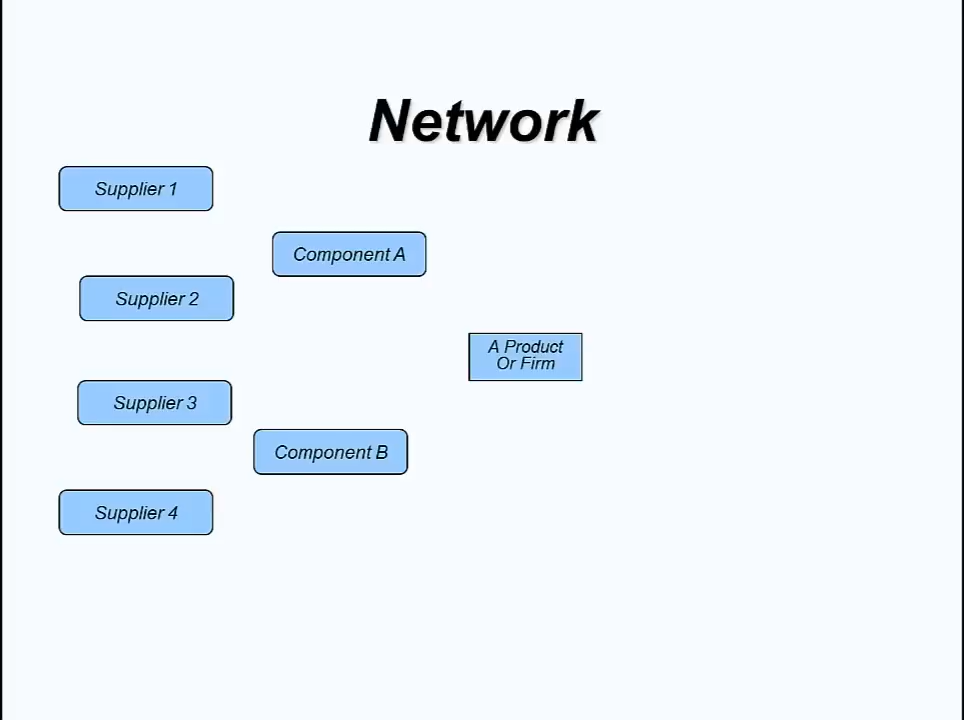 Network
Supplier 1
Component A
Supplier 2
A Product
Or Firm
Supplier 3
Component B
Supplier 4